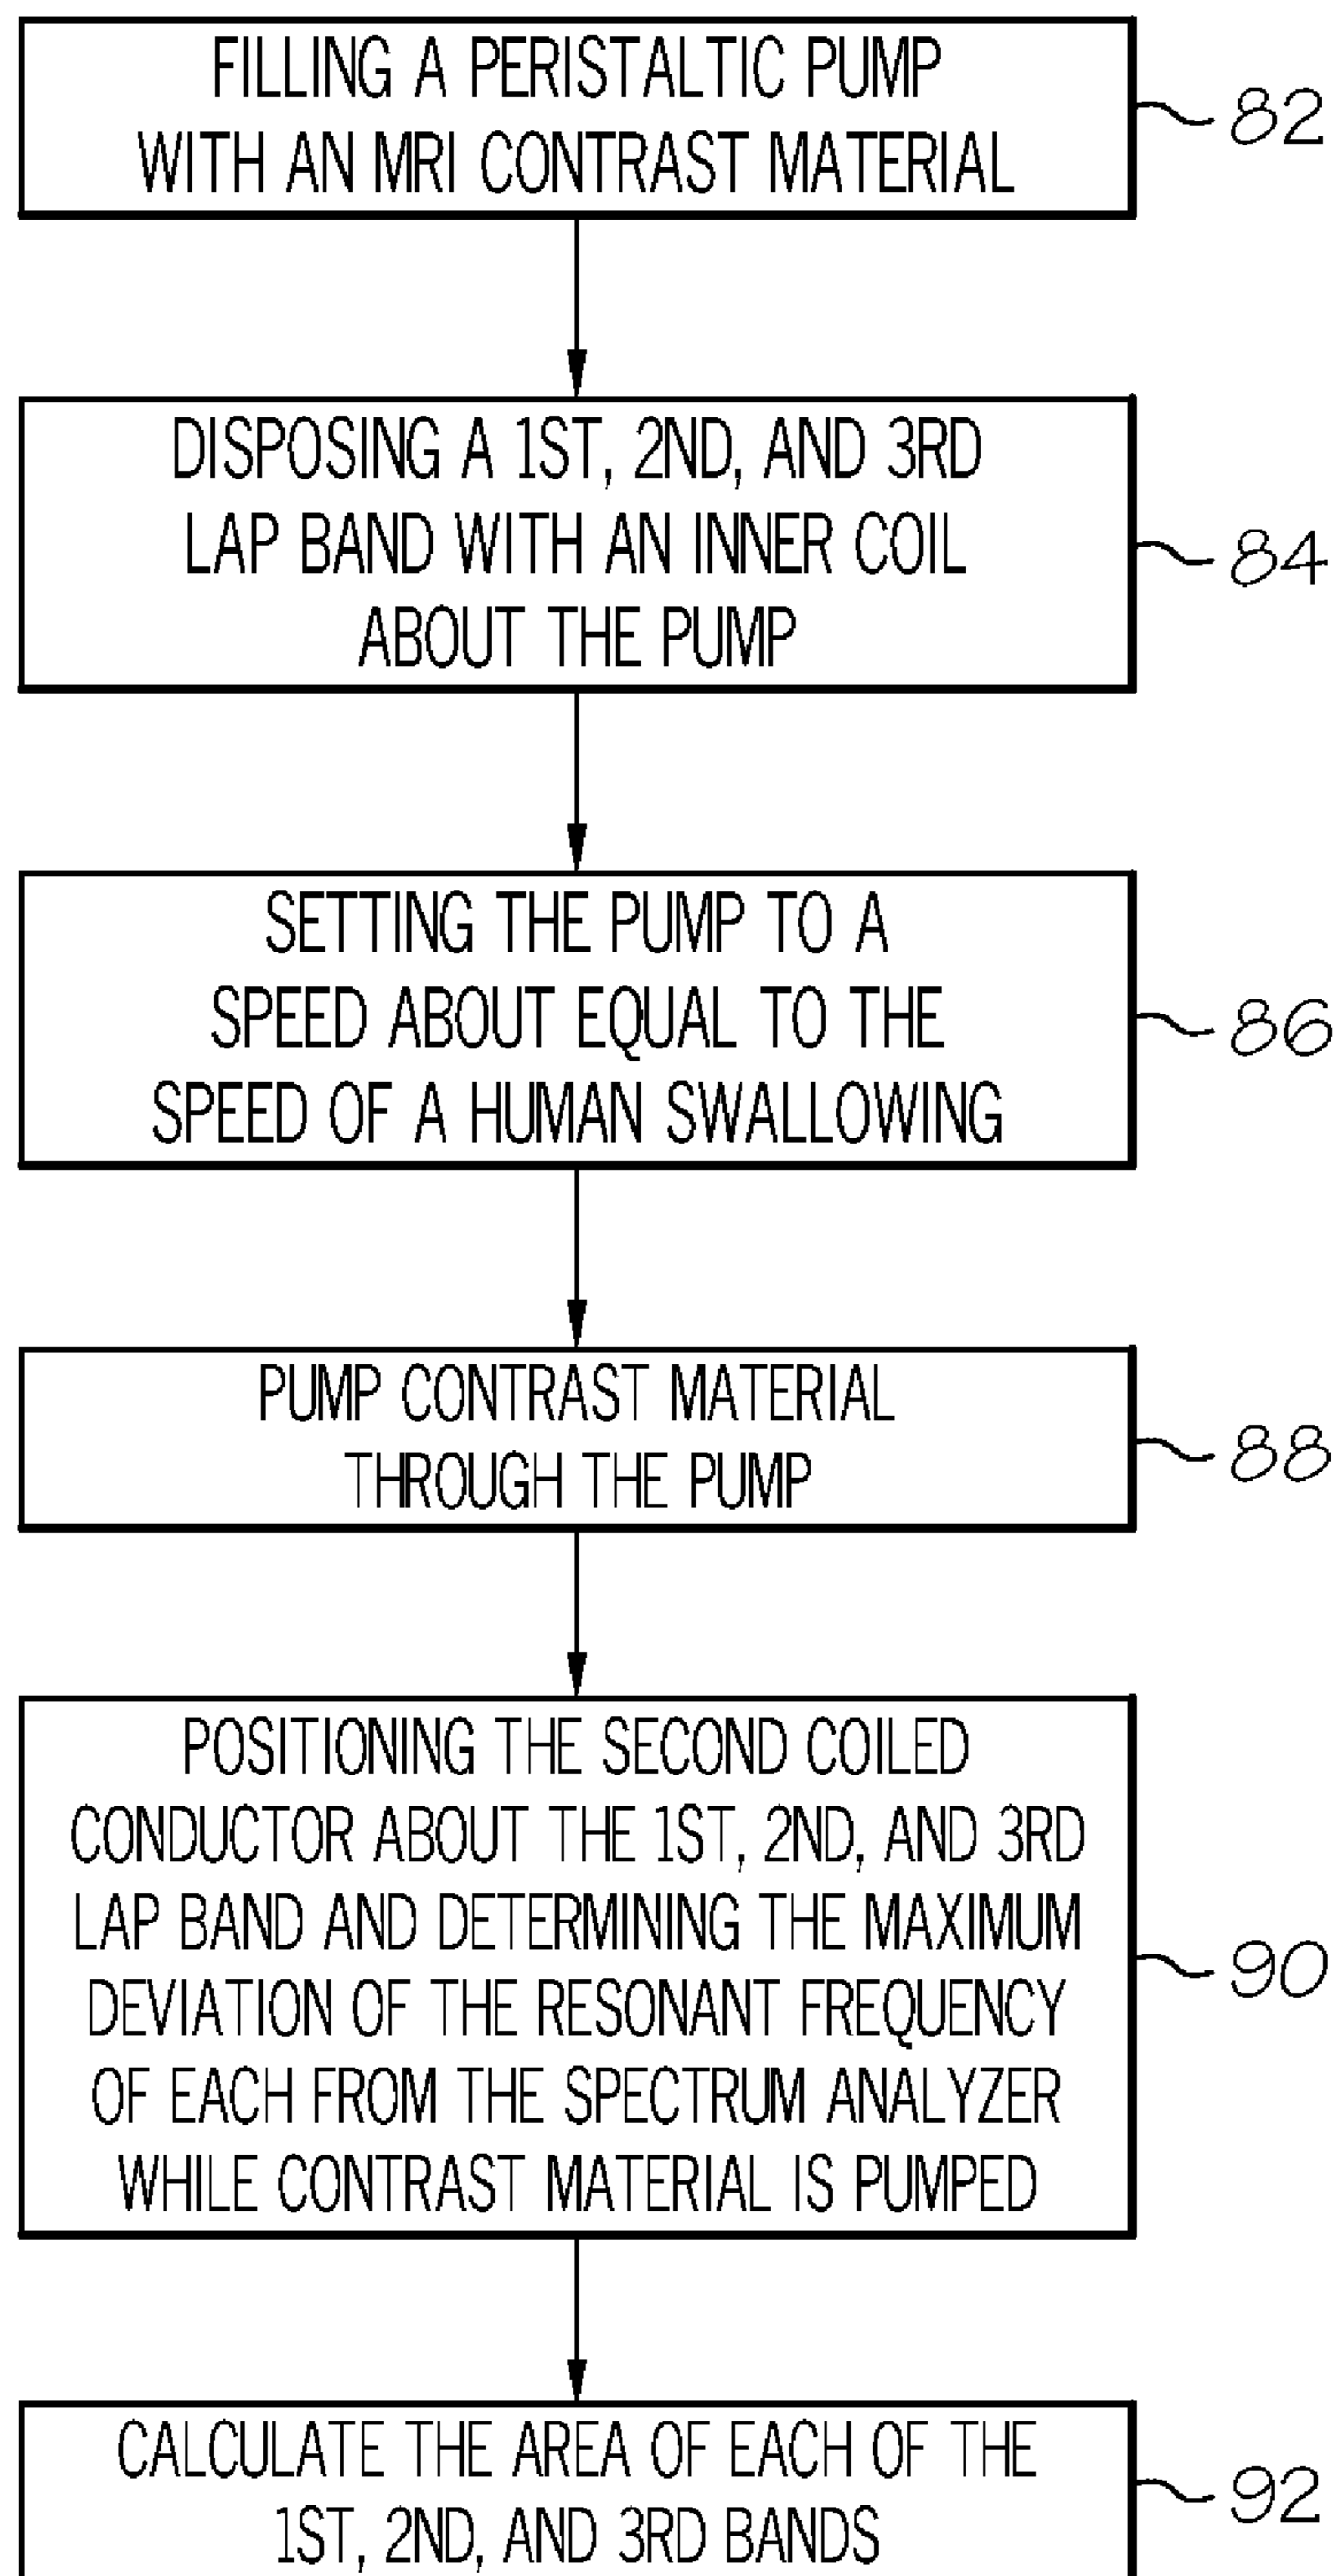 FILLING A PERISTALTIC PUMP
WITH AN MRI CONTRAST MATERIAL
82
DISPOSING A 1ST, 2ND, AND 3RD
LAP BAND WITH AN INNER COIL
ABOUT THE PUMP
84
SETTING THE PUMP TO A
SPEED ABOUT EQUAL TO THE
SPEED OF A HUMAN SWALLOWING
86
PUMP CONTRAST MATERIAL
THROUGH THE PUMP
88
POSITIONING THE SECOND COILED
CONDUCTOR ABOUT THE 1ST, 2ND, AND 3RD
LAP BAND AND DETERMINING THE MAXIMUM
DEVIATION OF THE RESONANT FREQUENCY
OF EACH FROM THE SPECTRUM ANALYZER
WHILE CONTRAST MATERIAL IS PUMPED
90
CALCULATE THE AREA OF EACH OF THE
1ST, 2ND, AND 3RD BANDS
92